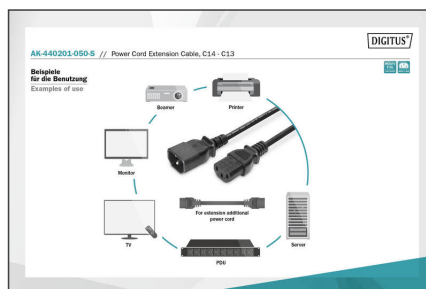 DIGITUS®
AK-440201-050-S // Power Cord Extension Cable, C14 - C13
Beispiele
für die Benutzung
Examples of use
Beamer
Printer
Monitor
For extension additional
power cord
TV
Server
PDU